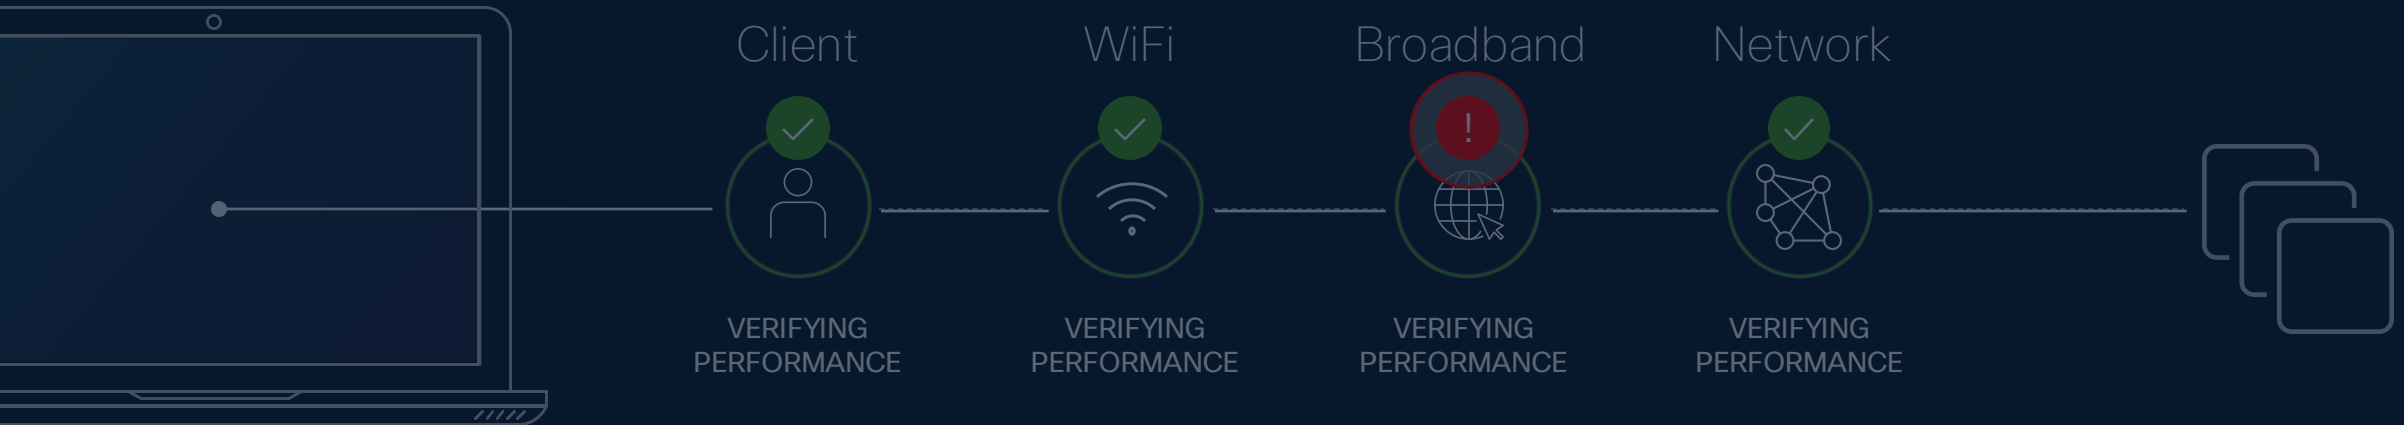 Client
WiFi
Broadband
Network
!
VERIFYING
PERFORMANCE
VERIFYING
PERFORMANCE
VERIFYING
PERFORMANCE
VERIFYING
PERFORMANCE